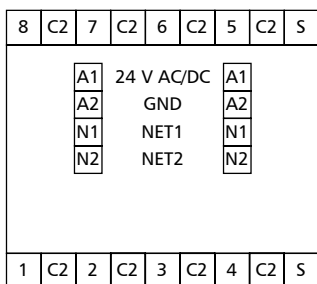 8 C2 7 C2 6 C2 5 C2 S
A1 24 V AC/DC A1
A2 GND A2
N1 NET1 N1
N2 NET2 N2
1 C2 2 C2 3 C2 4 C2 S